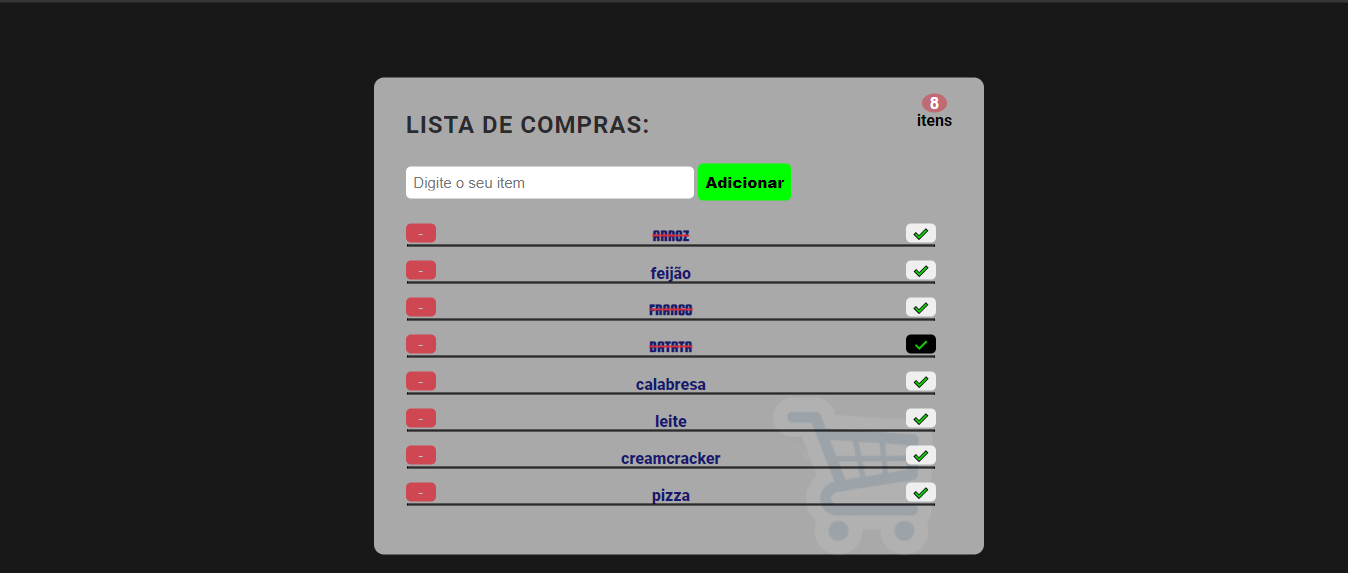 8
itens
LISTA DE COMPRAS:
Digite o seu item Adicionar
- ARROZ
- feijão
- FRANGO
- BATATA
- calabresa
- leite
- creamcracker
- pizza